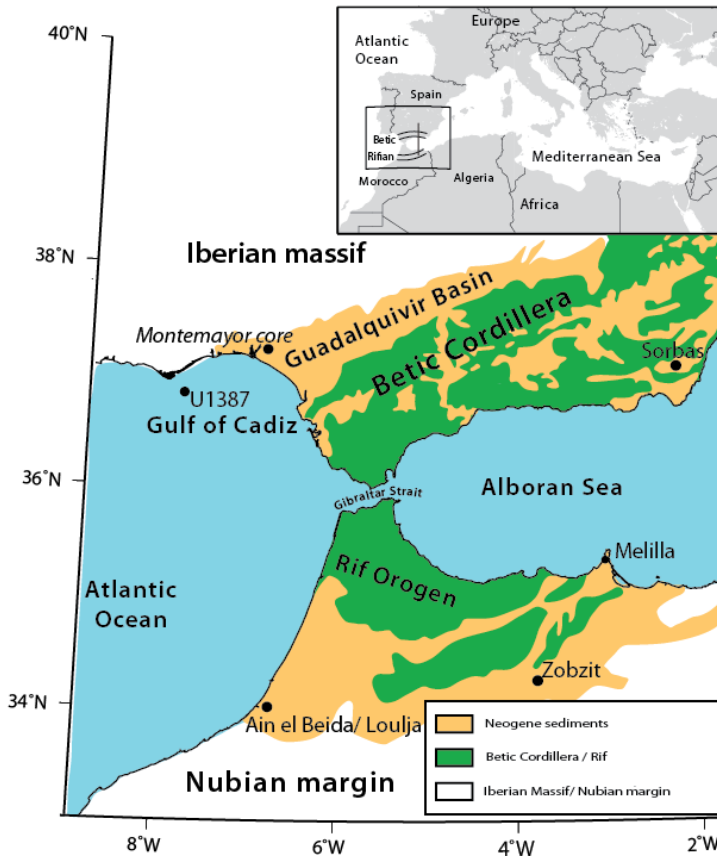 40°N
Europe
Atlantic
Ocean
Spain
Betic
Rifian
Mediterranean Sea
Morocco
Algeria
Africa
38°N
Iberian massif
Guadalquivir Basin
Betic Cordillera
Montemayor core
Sorbas
U1387
Gulf of Cadiz
36°N
Gibraltar Strait
Alboran Sea
Melilla
Rif Orogen
Atlantic
Ocean
Zobzit
34°N
Ain el Beida/ Loulja
Neogene sediments
Betic Cordillera / Rif
Iberian Massif/ Nubian margin
Nubian margin
8°W
6°W
4°W
2°W